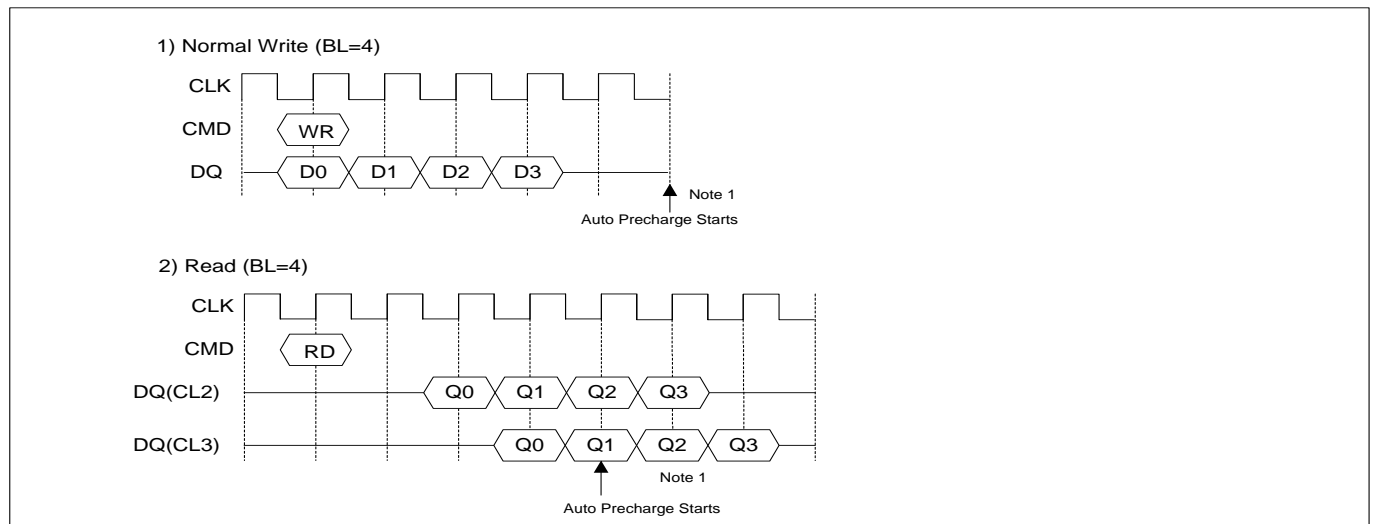 1) Normal Write (BL=4)
CLK
CMD WR
DQ D0 D1 D2 D3
Note 1
Auto Precharge Starts
2) Read (BL=4)
CLK
CMD RD
DQ(CL2) Q0 Q1 Q2 Q3
DQ(CL3) Q0 Q1 Q2 Q3
Note 1
Auto Precharge Starts